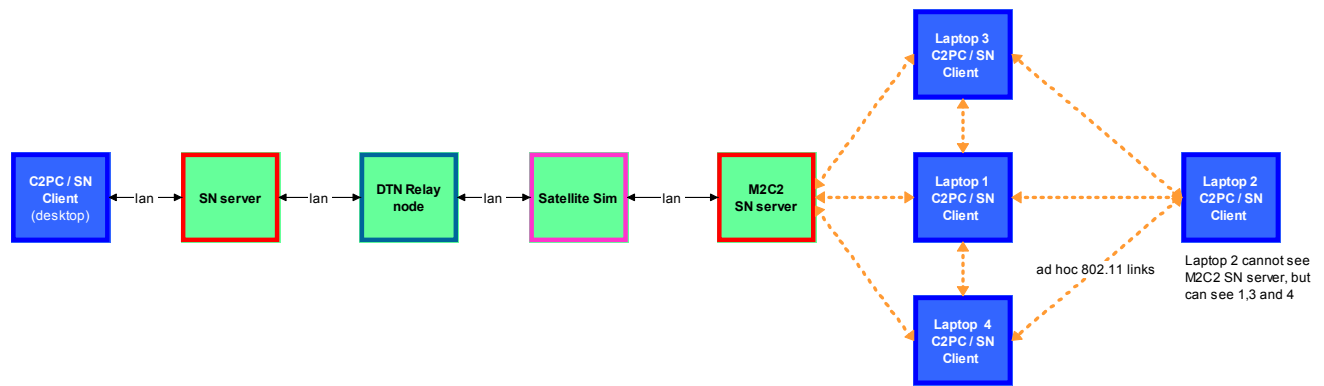 Laptop 3
C2PC / SN
Client
C2PC / SN
Client
(desktop)
lan
SN server
lan
DTN Relay
node
lan
Satellite Sim
lan
M2C2
SN server
Laptop 1
C2PC / SN
Client
Laptop 2
C2PC / SN
Client
ad hoc 802.11 links
Laptop 2 cannot see
M2C2 SN server, but
can see 1,3 and 4
Laptop 4
C2PC / SN
Client